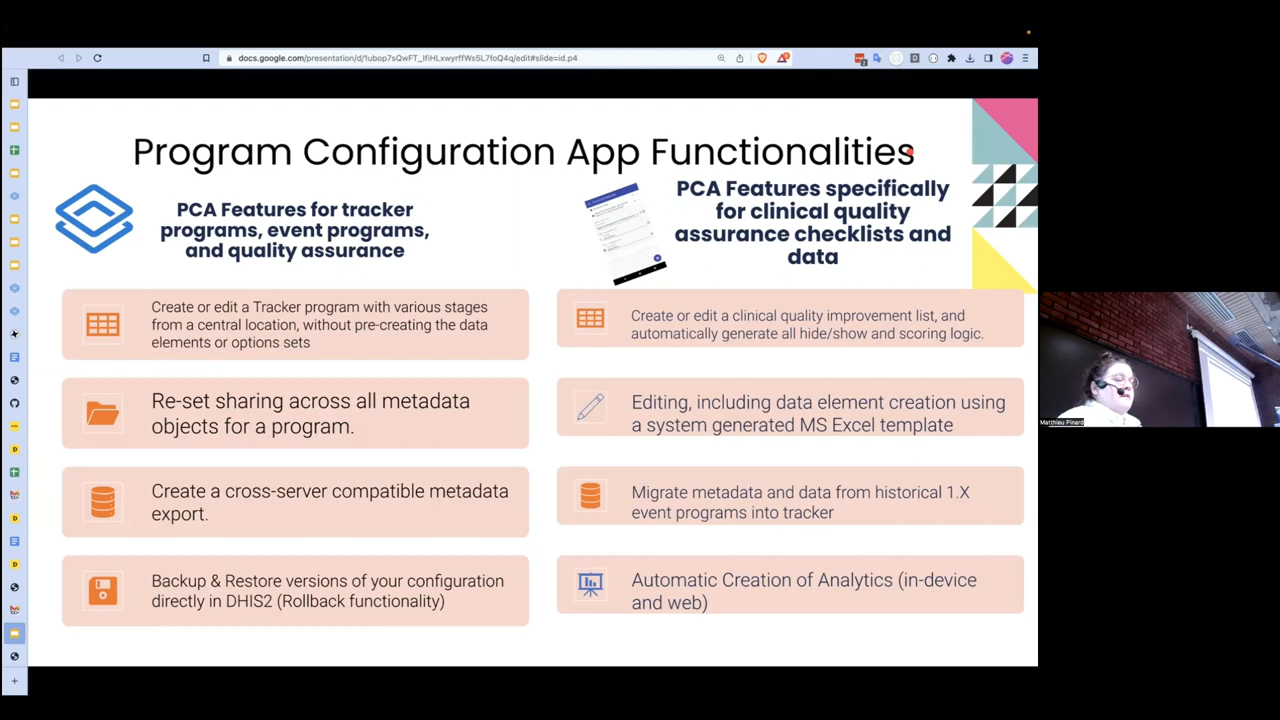 docs.google.com/presentation/d/1ubop7sQwFT_IfiHLxwyrffWs5L7foQ4q/edit#slide=id.p4
Program Configuration App Functionalities
PCA Features for tracker
programs, event programs,
and quality assurance
Create or edit a Tracker program with various stages
from a central location, without pre-creating the data
elements or options sets
Re-set sharing across all metadata
objects for a program.
Create a cross-server compatible metadata
export.
Backup & Restore versions of your configuration
directly in DHIS2 (Rollback functionality)
PCA Features specifically
for clinical quality
assurance checklists and
data
Create or edit a clinical quality improvement list, and
automatically generate all hide/show and scoring logic.
Editing, including data element creation using
a system generated MS Excel template
Migrate metadata and data from historical 1.X
event programs into tracker
Automatic Creation of Analytics (in-device
and web)
Matthieu Pinard